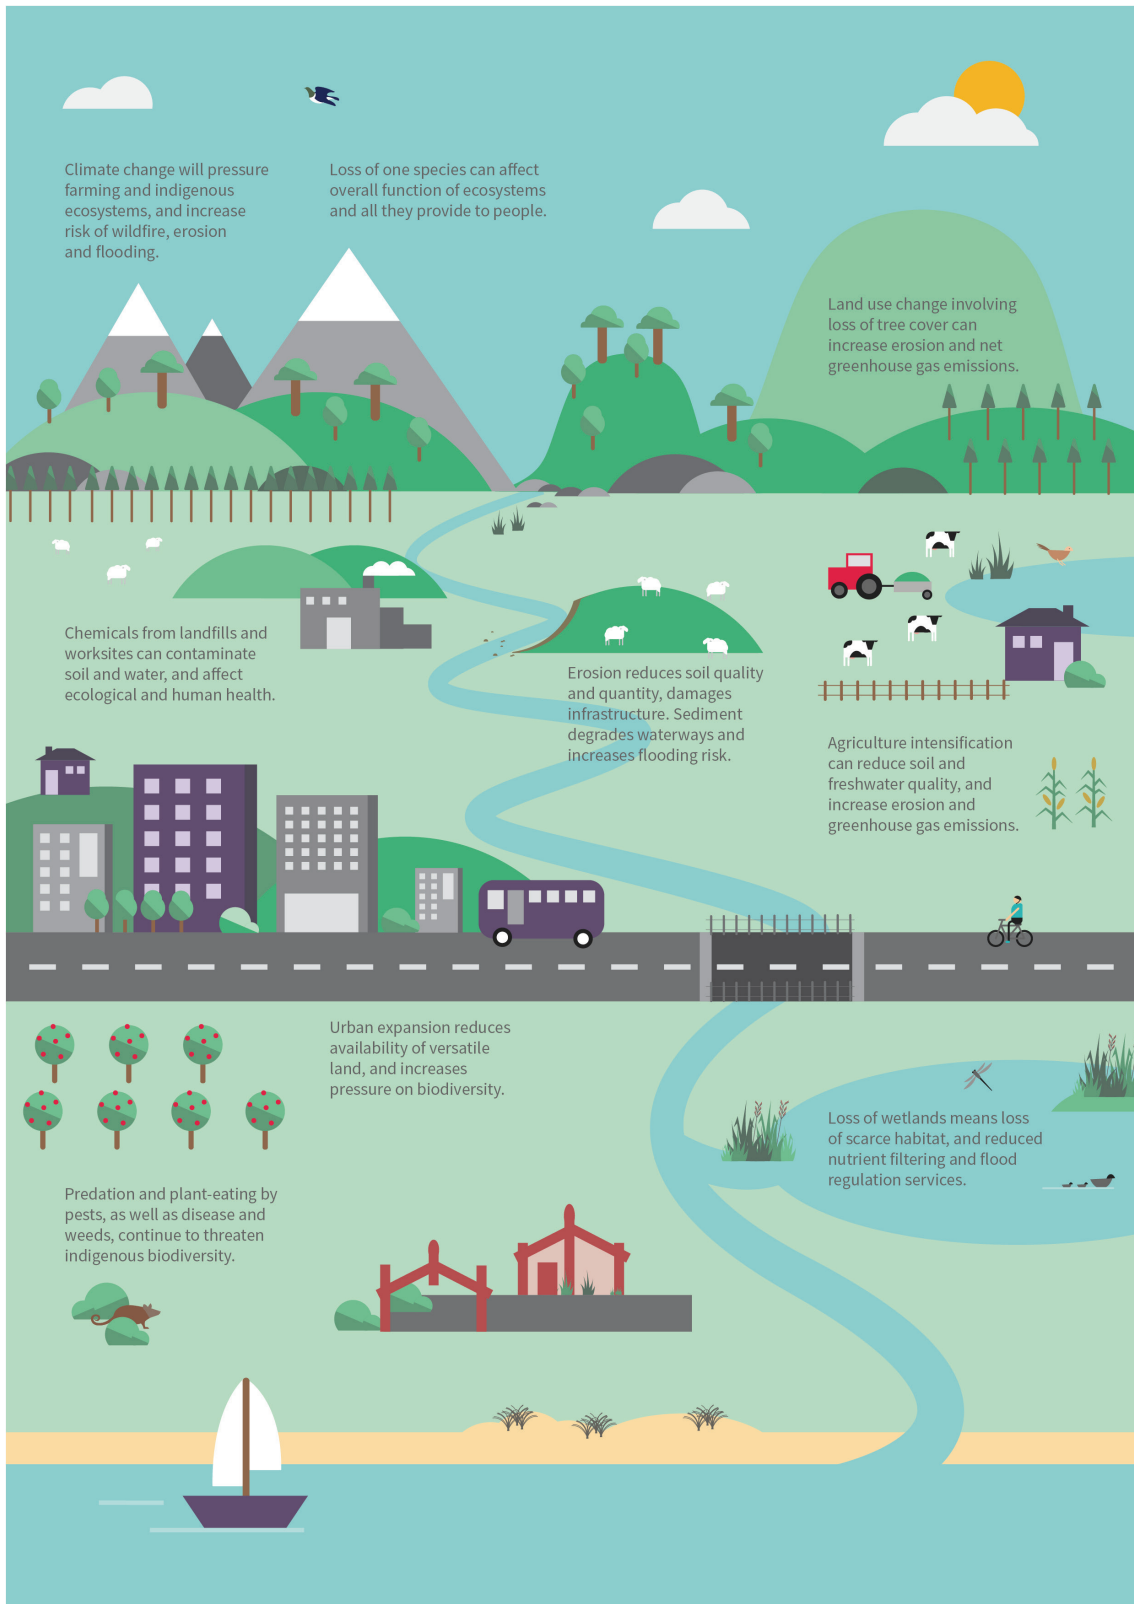 Climate change will pressure
farming and indigenous
ecosystems, and increase
risk of wildfire, erosion
and flooding.
Loss of one species can affect
overall function of ecosystems
and all they provide to people.
Land use change involving
loss of tree cover can
increase erosion and net
greenhouse gas emissions.
Chemicals from landfills and
worksites can contaminate
soil and water, and affect
ecological and human health.
Erosion reduces soil quality
and quantity, damages
infrastructure. Sediment
degrades waterways and
increases flooding risk.
Agriculture intensification
can reduce soil and
freshwater quality, and
increase erosion and
greenhouse gas emissions.
Urban expansion reduces
availability of versatile
land, and increases
pressure on biodiversity.
Loss of wetlands means loss
of scarce habitat, and reduced
nutrient filtering and flood
regulation services.
Predation and plant-eating by
pests, as well as disease and
weeds, continue to threaten
indigenous biodiversity.